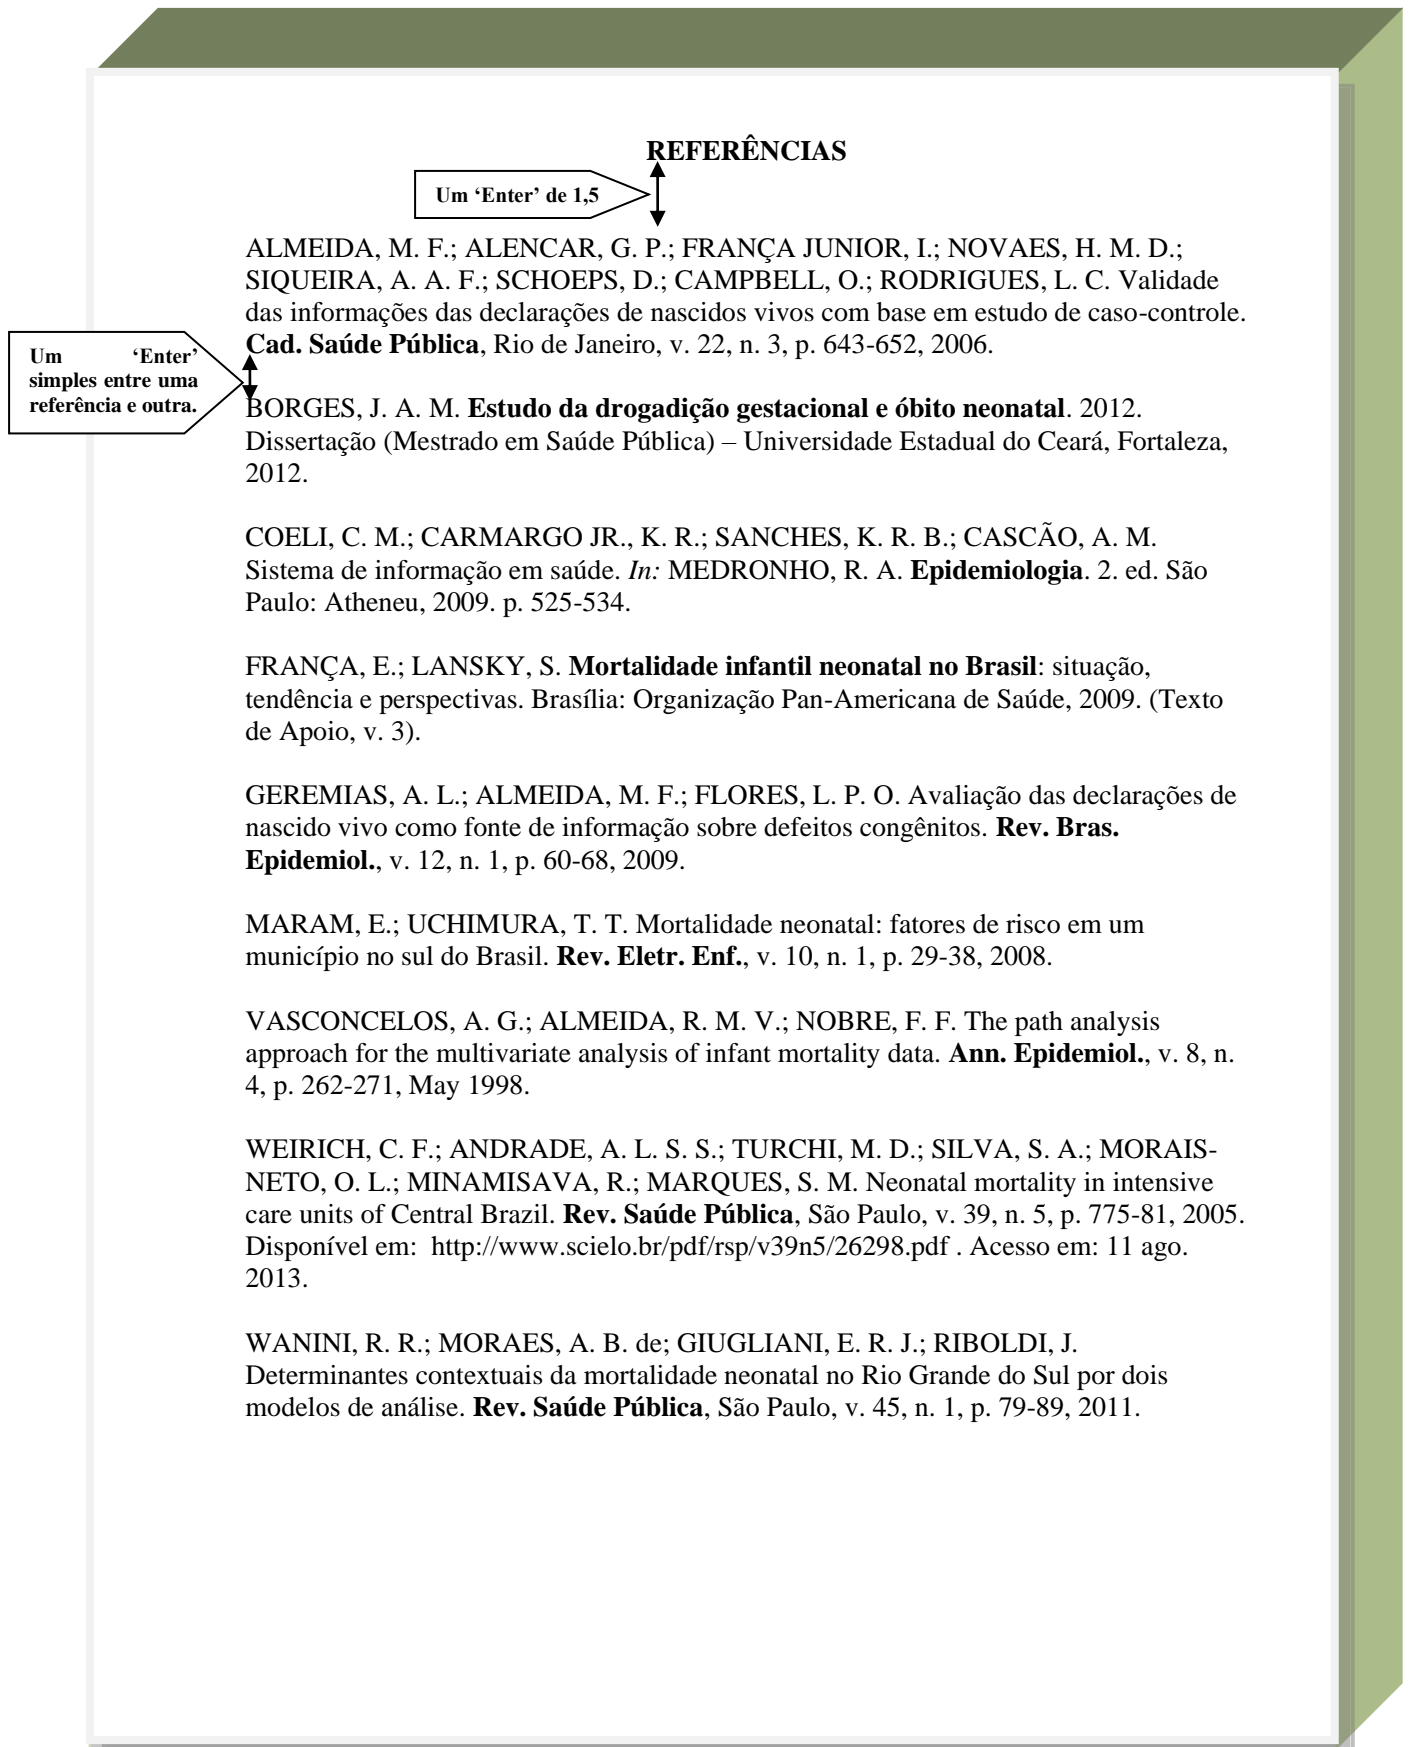 REFERÊNCIAS
Um ‘Enter’ de 1,5
ALMEIDA, M. F.; ALENCAR, G. P.; FRANÇA JUNIOR, I.; NOVAES, H. M. D.;
SIQUEIRA, A. A. F.; SCHOEPS, D.; CAMPBELL, O.; RODRIGUES, L. C. Validade
das informações das declarações de nascidos vivos com base em estudo de caso-controle.
Cad. Saúde Pública, Rio de Janeiro, v. 22, n. 3, p. 643-652, 2006.
Um ‘Enter’
simples entre uma
referência e outra.
BORGES, J. A. M. Estudo da drogadição gestacional e óbito neonatal. 2012.
Dissertação (Mestrado em Saúde Pública) – Universidade Estadual do Ceará, Fortaleza,
2012.
COELI, C. M.; CARMARGO JR., K. R.; SANCHES, K. R. B.; CASCÃO, A. M.
Sistema de informação em saúde. In: MEDRONHO, R. A. Epidemiologia. 2. ed. São
Paulo: Atheneu, 2009. p. 525-534.
FRANÇA, E.; LANSKY, S. Mortalidade infantil neonatal no Brasil: situação,
tendência e perspectivas. Brasília: Organização Pan-Americana de Saúde, 2009. (Texto
de Apoio, v. 3).
GEREMIAS, A. L.; ALMEIDA, M. F.; FLORES, L. P. O. Avaliação das declarações de
nascido vivo como fonte de informação sobre defeitos congênitos. Rev. Bras.
Epidemiol., v. 12, n. 1, p. 60-68, 2009.
MARAM, E.; UCHIMURA, T. T. Mortalidade neonatal: fatores de risco em um
município no sul do Brasil. Rev. Eletr. Enf., v. 10, n. 1, p. 29-38, 2008.
VASCONCELOS, A. G.; ALMEIDA, R. M. V.; NOBRE, F. F. The path analysis
approach for the multivariate analysis of infant mortality data. Ann. Epidemiol., v. 8, n.
4, p. 262-271, May 1998.
WEIRICH, C. F.; ANDRADE, A. L. S. S.; TURCHI, M. D.; SILVA, S. A.; MORAIS-
NETO, O. L.; MINAMISAVA, R.; MARQUES, S. M. Neonatal mortality in intensive
care units of Central Brazil. Rev. Saúde Pública, São Paulo, v. 39, n. 5, p. 775-81, 2005.
Disponível em:  http://www.scielo.br/pdf/rsp/v39n5/26298.pdf . Acesso em: 11 ago.
2013.
WANINI, R. R.; MORAES, A. B. de; GIUGLIANI, E. R. J.; RIBOLDI, J.
Determinantes contextuais da mortalidade neonatal no Rio Grande do Sul por dois
modelos de análise. Rev. Saúde Pública, São Paulo, v. 45, n. 1, p. 79-89, 2011.